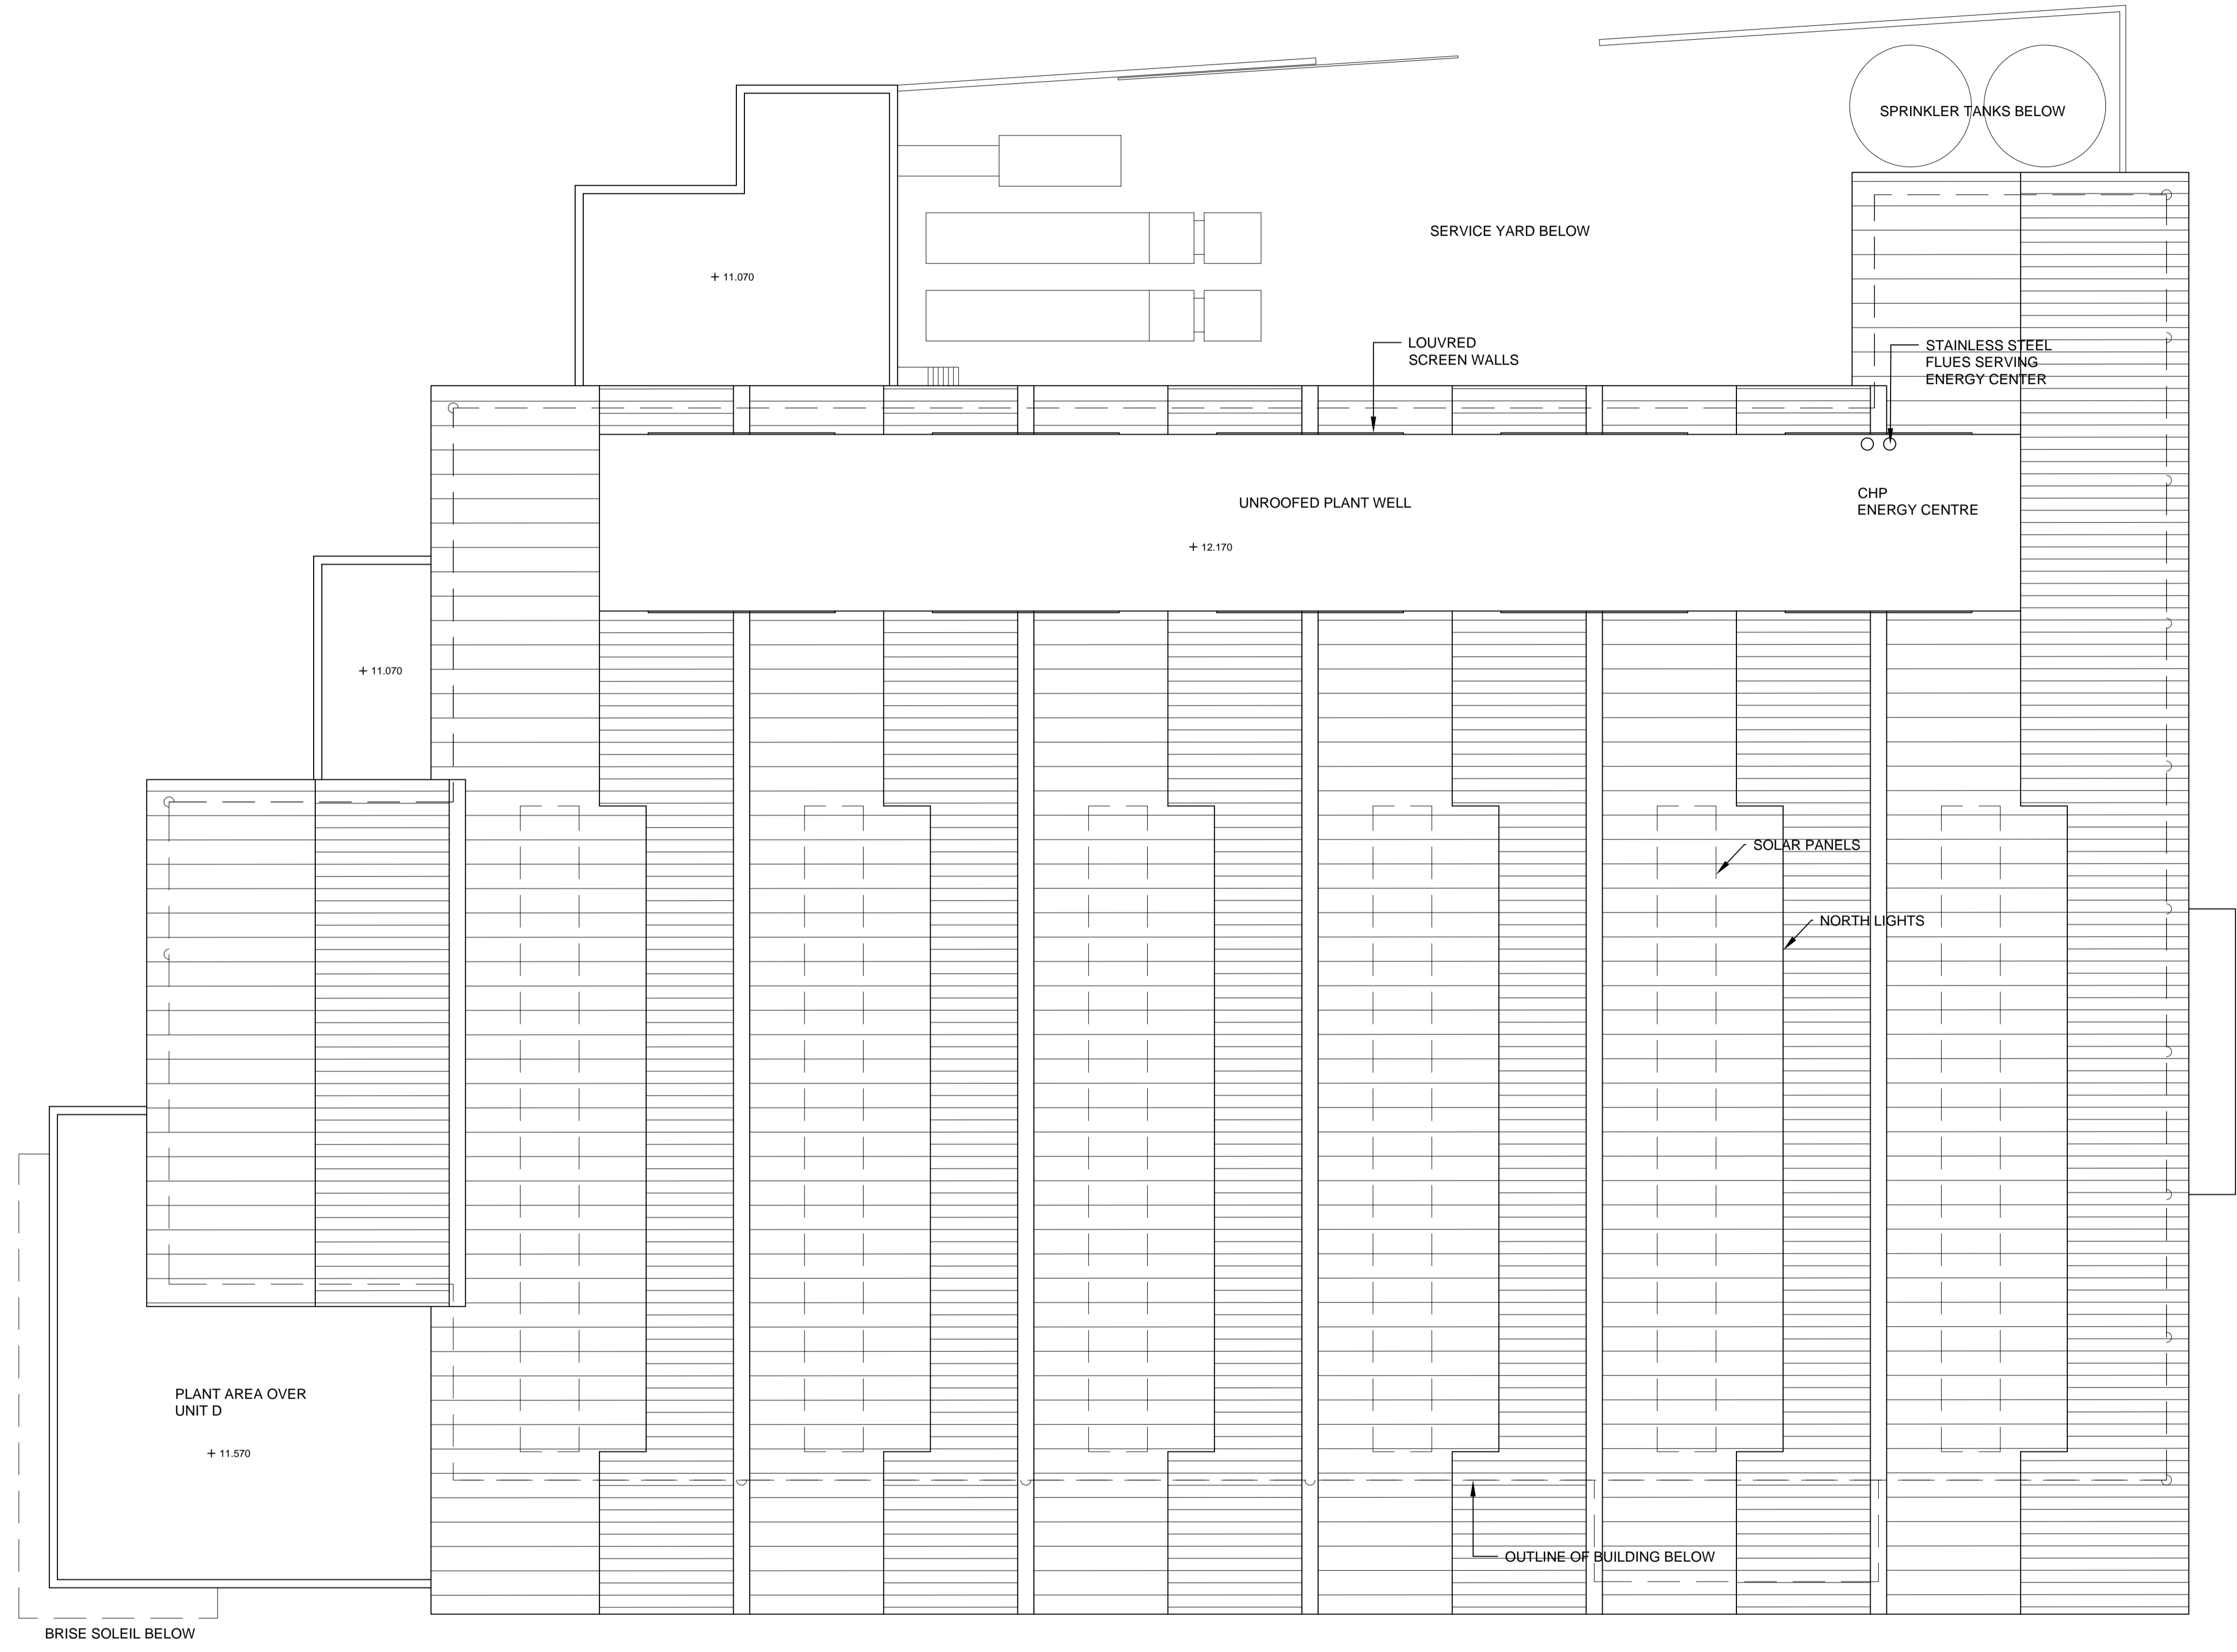 SPRINKLER TANKS BELOW
SERVICE YARD BELOW
+ 11.070
LOUVRED
SCREEN WALLS
STAINLESS STEEL
FLUES SERVING
ENERGY CENTER
UNROOFED PLANT WELL
CHP
ENERGY CENTRE
+ 12.170
+ 11.070
SOLAR PANELS
NORTH LIGHTS
PLANT AREA OVER
UNIT D
+ 11.570
OUTLINE OF BUILDING BELOW
BRISE SOLEIL BELOW